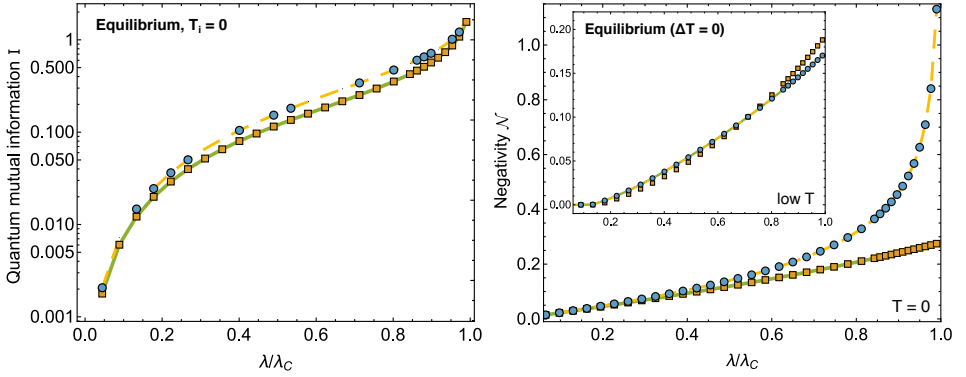 Equilibrium, Tᵢ = 0
Quantum mutual information I
1
0.500
0.100
0.050
0.010
0.005
0.001
0.0 0.2 0.4 0.6 0.8 1.0
λ/λ_C
Negativity 𝒩
1.0
0.8
0.6
0.4
0.2
0.0
0.2 0.4 0.6 0.8 1.0
λ/λ_C
T = 0
Equilibrium (ΔT = 0)
0.20
0.15
0.10
0.05
0.00
0.0 0.2 0.4 0.6 0.8 1.0
low T